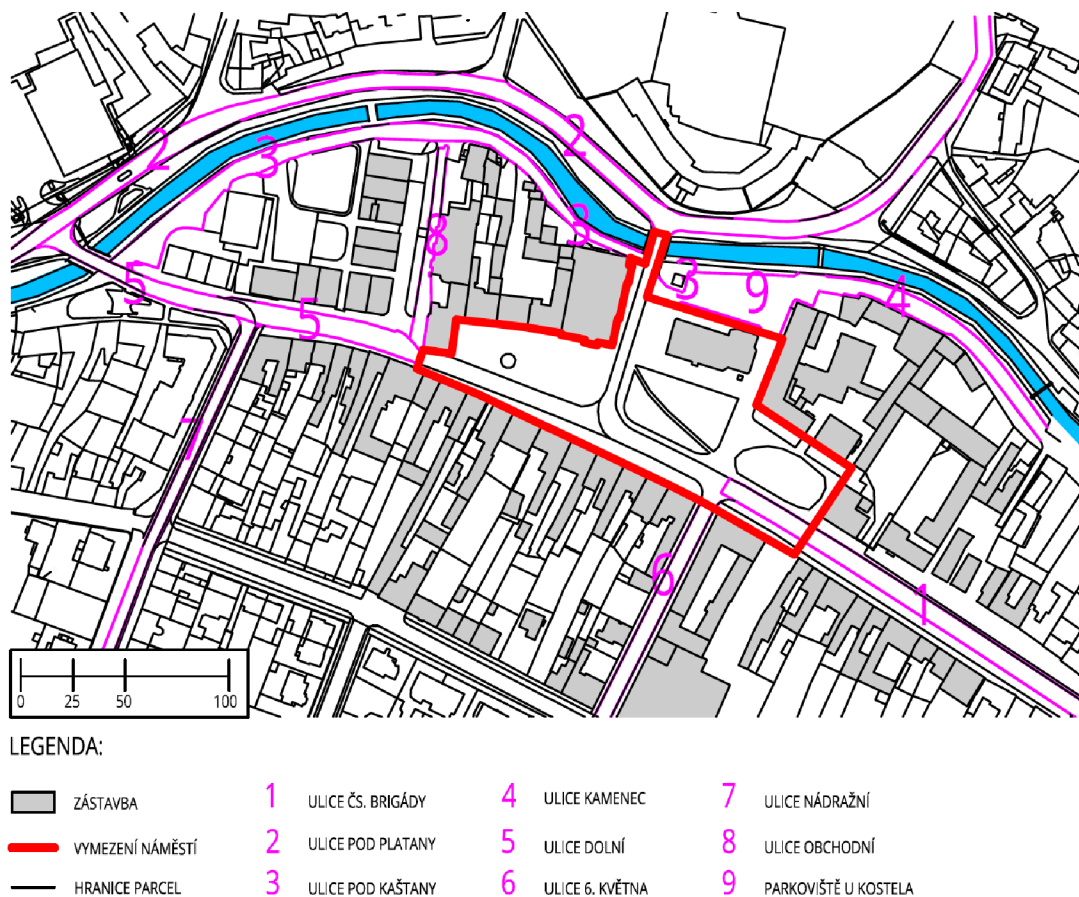 2
2
3
8
3
3
9
4
5
5
7
6
1
0 25 50 100
LEGENDA:
ZÁSTAVBA
VYMEZENÍ NÁMĚSTÍ
HRANICE PARCEL
1 ULICE ČS. BRIGÁDY
2 ULICE POD PLATANY
3 ULICE POD KAŠTANY
4 ULICE KAMENEC
5 ULICE DOLNÍ
6 ULICE 6. KVĚTNA
7 ULICE NÁDRAŽNÍ
8 ULICE OBCHODNÍ
9 PARKOVIŠTĚ U KOSTELA